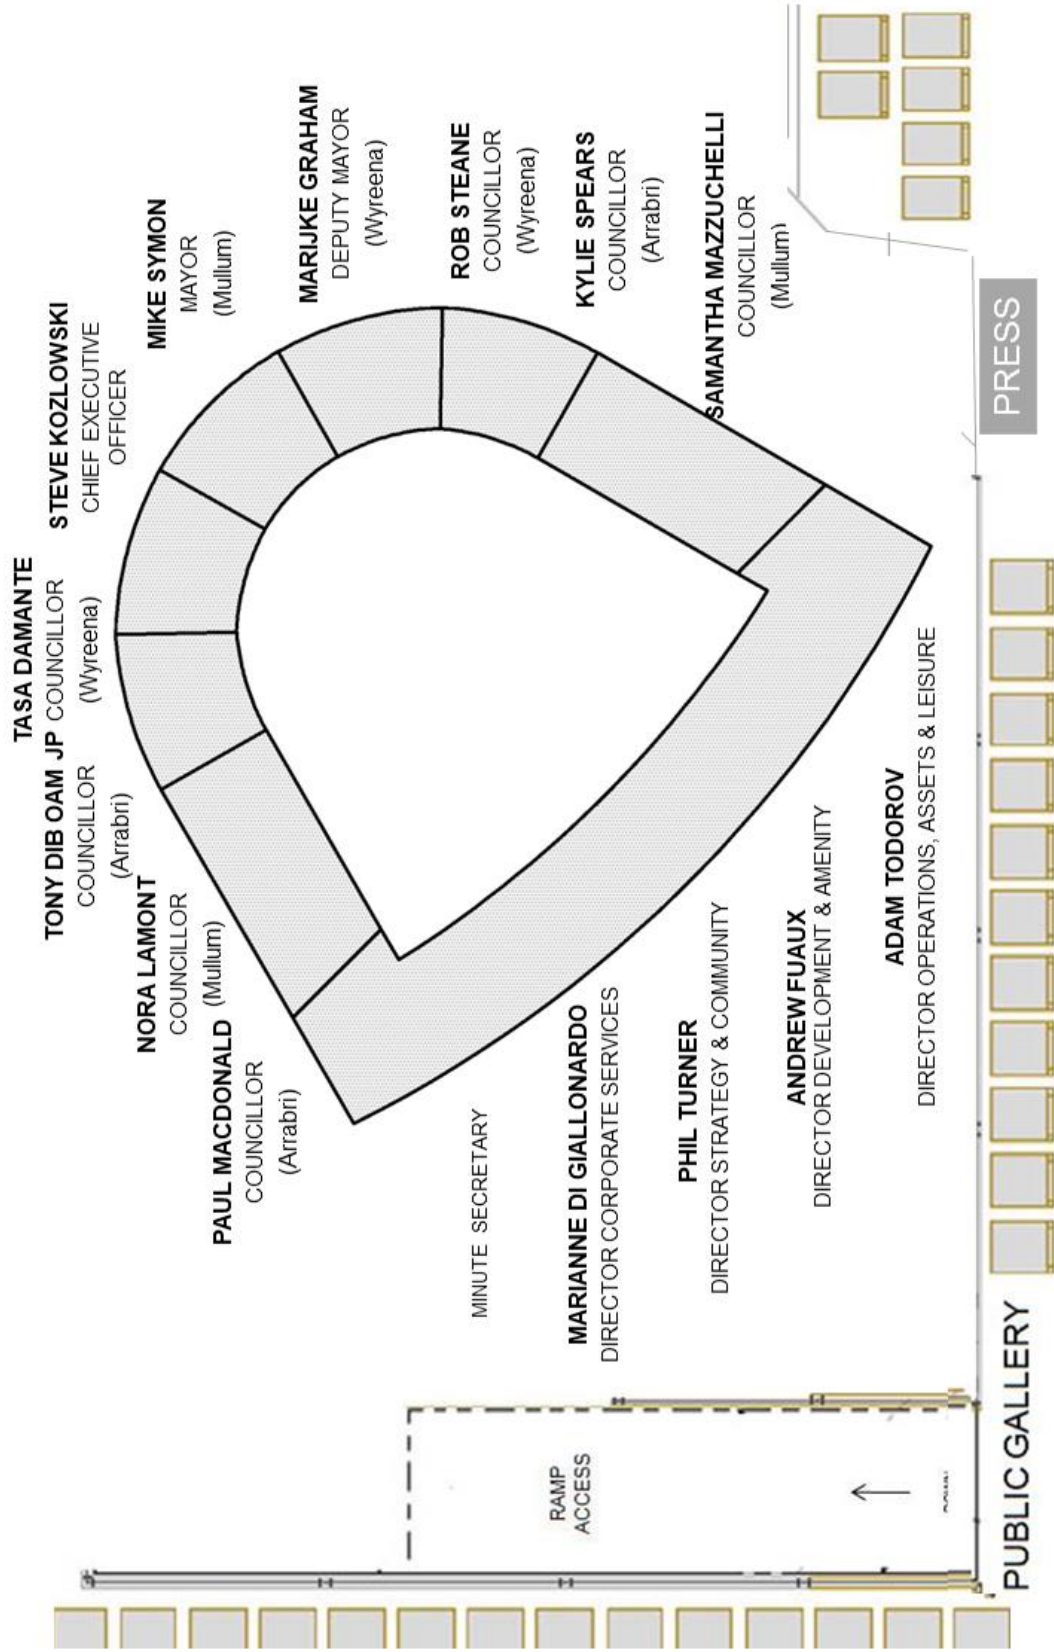 TASA DAMANTE
COUNCILLOR
(Wyreena)
STEVE KOZLOWSKI
CHIEF EXECUTIVE
OFFICER
MIKE SYMON
MAYOR
(Mullum)
MARIJKE GRAHAM
DEPUTY MAYOR
(Wyreena)
ROB STEANE
COUNCILLOR
(Wyreena)
KYLIE SPEARS
COUNCILLOR
(Arrabri)
SAMANTHA MAZZUCHELLI
COUNCILLOR
(Mullum)
TONY DIB OAM JP
COUNCILLOR
(Arrabri)
NORA LAMONT
COUNCILLOR
(Mullum)
PAUL MACDONALD
COUNCILLOR
(Arrabri)
MINUTE SECRETARY
MARIANNE DI GIALLONARDO
DIRECTOR CORPORATE SERVICES
PHIL TURNER
DIRECTOR STRATEGY & COMMUNITY
ANDREW FUAUX
DIRECTOR DEVELOPMENT & AMENITY
ADAM TODOROV
DIRECTOR OPERATIONS, ASSETS & LEISURE
RAMP
ACCESS
PRESS
PUBLIC GALLERY